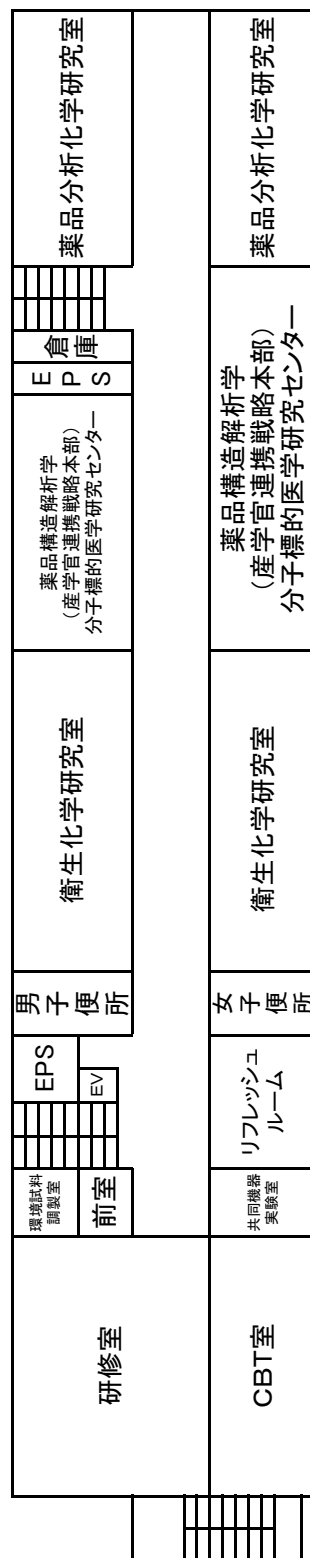 薬品分析化学研究室
薬品分析化学研究室
倉庫
EPS
薬品構造解析学
（産学官連携戦略本部）
分子標的医学研究センター
薬品構造解析学
（産学官連携戦略本部）
分子標的医学研究センター
衛生化学研究室
衛生化学研究室
男子便所
女子便所
EPS
EV
リフレッシュ
ルーム
環境試料
調製室
前室
共同機器
実験室
研修室
CBT室